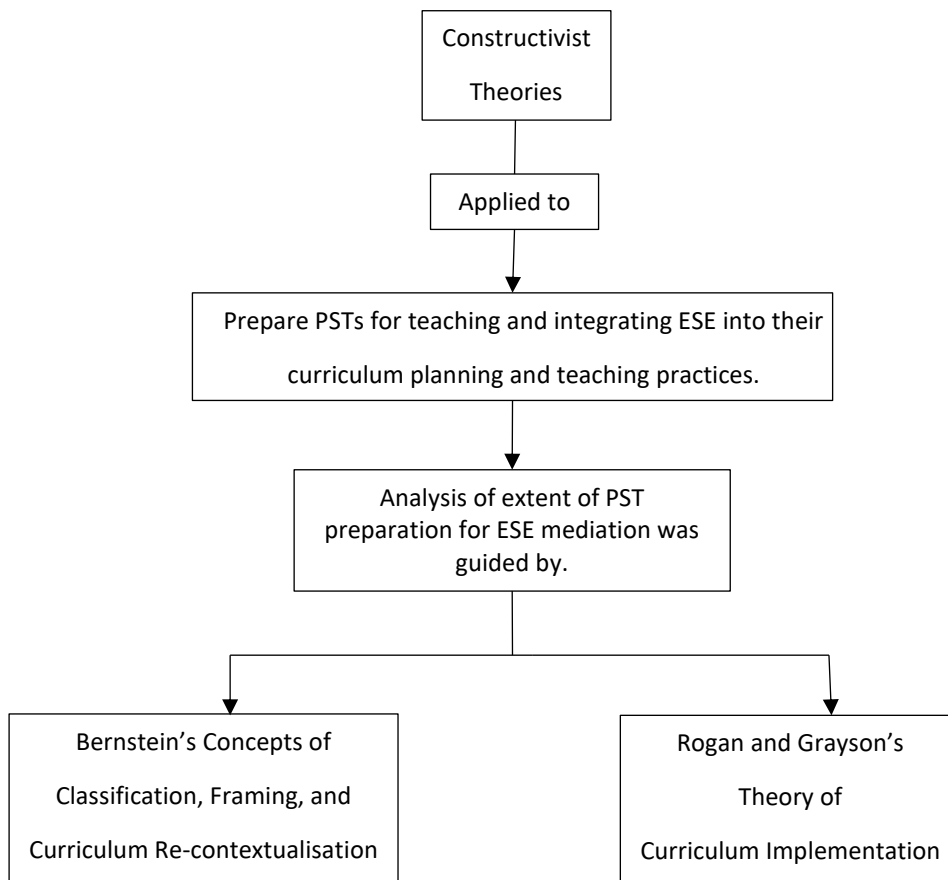 Constructivist
Theories
Applied to
Prepare PSTs for teaching and integrating ESE into their
curriculum planning and teaching practices.
Analysis of extent of PST
preparation for ESE mediation was
guided by.
Bernstein’s Concepts of
Classification, Framing, and
Curriculum Re-contextualisation
Rogan and Grayson’s
Theory of
Curriculum Implementation